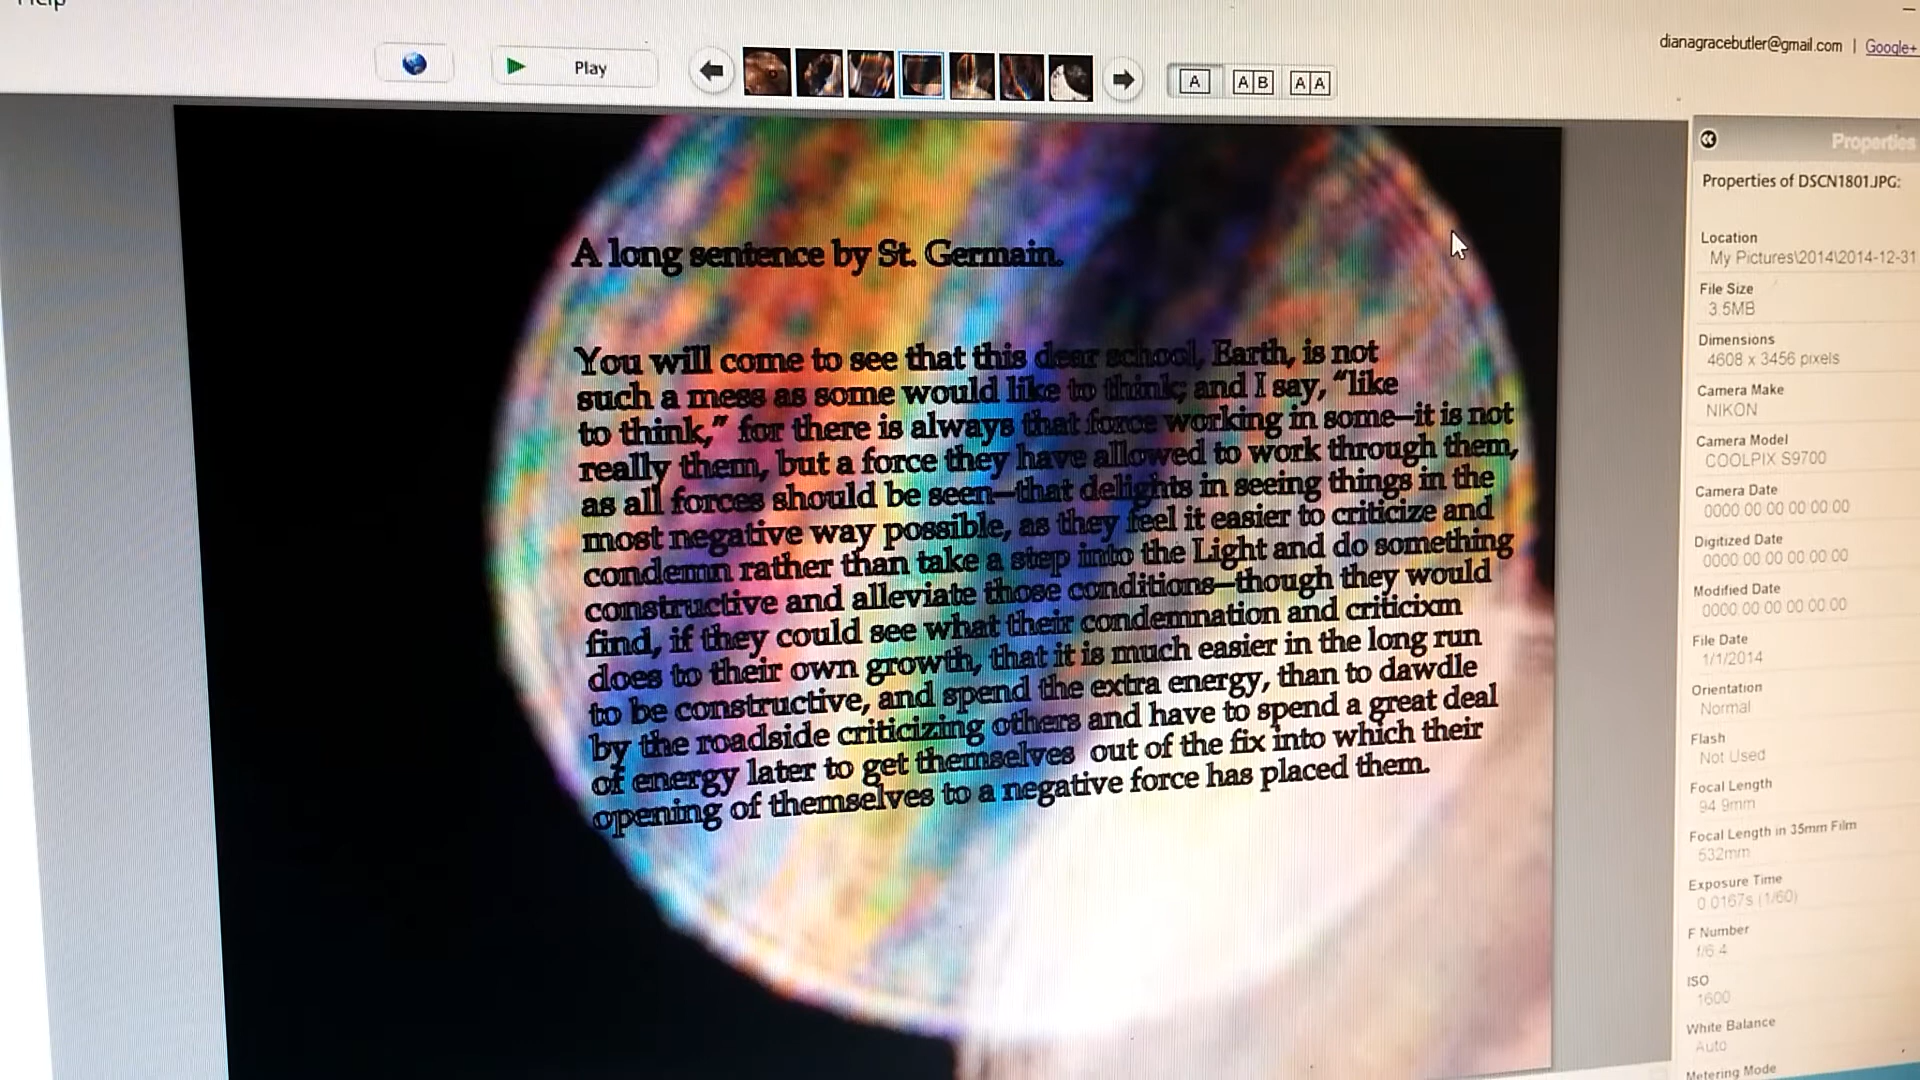 Help
Play
A
A B
A A
dianagracebutler@gmail.com | Google+
A long sentence by St. Germain.
You will come to see that this dear school, Earth, is not
such a mess as some would like to think; and I say, “like
to think,” for there is always that force working in some—it is not
really them, but a force they have allowed to work through them,
as all forces should be seen—that delights in seeing things in the
most negative way possible, as they feel it easier to criticize and
condemn rather than take a step into the Light and do something
constructive and alleviate those conditions—though they would
find, if they could see what their condemnation and criticixm
does to their own growth, that it is much easier in the long run
to be constructive, and spend the extra energy, than to dawdle
by the roadside criticizing others and have to spend a great deal
of energy later to get themselves out of the fix into which their
opening of themselves to a negative force has placed them.
Properties
Properties of DSCN1801.JPG:
Location
My Pictures\2014\2014-12-31
File Size
3.5MB
Dimensions
4608 x 3456 pixels
Camera Make
NIKON
Camera Model
COOLPIX S9700
Camera Date
0000 00 00 00 00 00
Digitized Date
0000 00 00 00 00 00
Modified Date
0000 00 00 00 00 00
File Date
1/1/2014
Orientation
Normal
Flash
Not Used
Focal Length
94.9mm
Focal Length in 35mm Film
532mm
Exposure Time
0.0167s (1/60)
F Number
f/6.4
ISO
1600
White Balance
Auto
Metering Mode